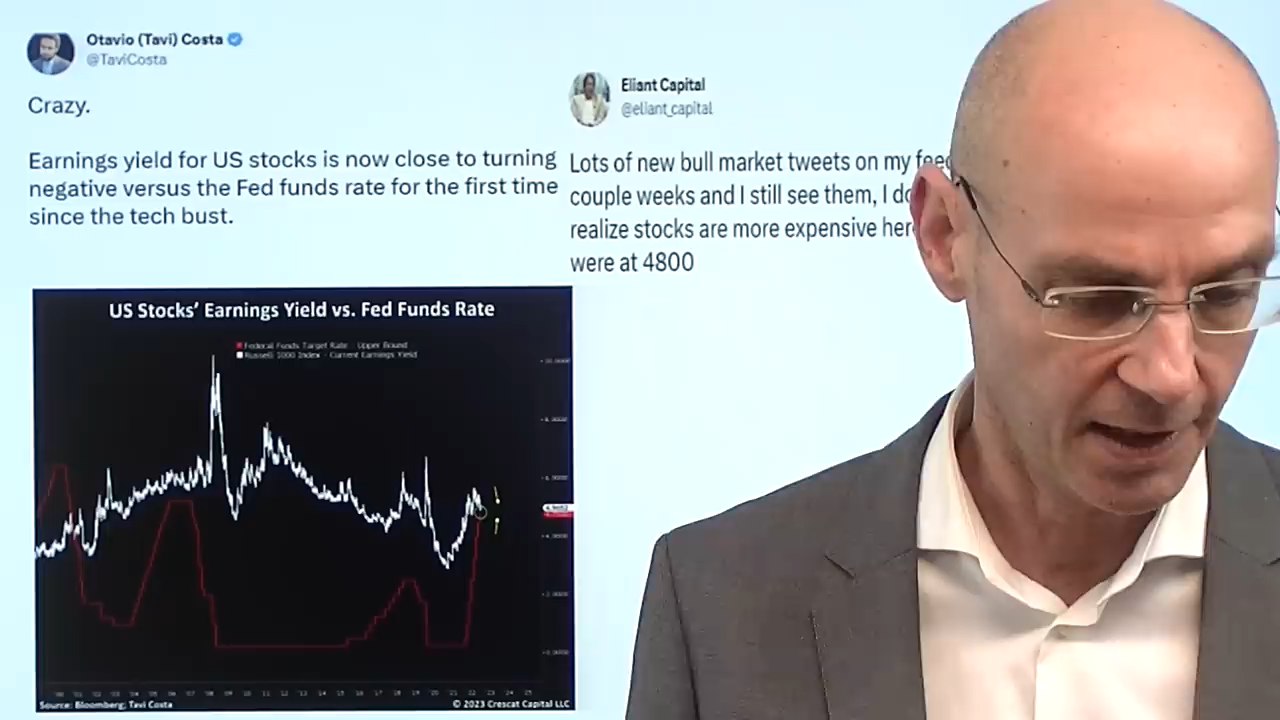 Otavio (Tavi) Costa
@TaviCosta
Crazy.
Earnings yield for US stocks is now close to turning
negative versus the Fed funds rate for the first time
since the tech bust.
Eliant Capital
@eliant_capital
Lots of new bull market tweets on my feed
couple weeks and I still see them, I do
realize stocks are more expensive her
were at 4800
US Stocks' Earnings Yield vs. Fed Funds Rate
Federal Funds Target Rate - Upper Bound
Russell 1000 Index - Current Earnings Yield
Source: Bloomberg; Tavi Costa
© 2023 Crescat Capital LLC